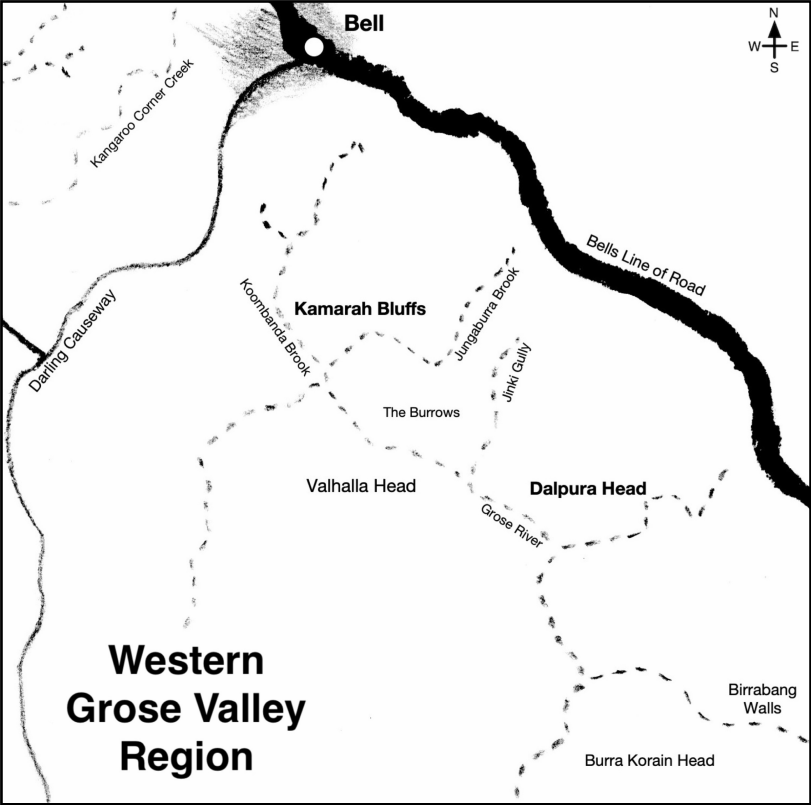 Bell
N
W E
S
Kangaroo Corner Creek
Bells Line of Road
Koombanda Brook
Kamarah Bluffs
Jungaburra Brook
Darling Causeway
Jinki Gully
The Burrows
Valhalla Head
Dalpura Head
Grose River
Western
Grose Valley
Region
Birrabang
Walls
Burra Korain Head